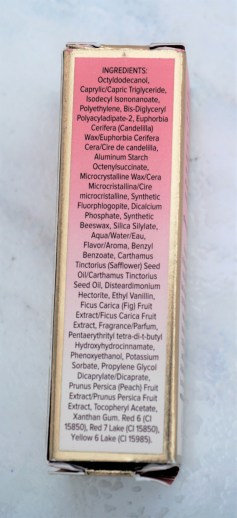 INGREDIENTS:
Octyldodecanol,
Caprylic/Capric Triglyceride,
Isodecyl Isononanoate,
Polyethylene, Bis-Diglyceryl
Polyacyladipate-2, Euphorbia
Cerifera (Candelilla)
Wax/Euphorbia Cerifera
Cera/Cire de candelilla,
Aluminum Starch
Octenylsuccinate,
Microcrystalline Wax/Cera
Microcristallina/Cire
microcristalline, Synthetic
Fluorphlogopite, Dicalcium
Phosphate, Synthetic
Beeswax, Silica Silylate,
Aqua/Water/Eau,
Flavor/Aroma, Benzyl
Benzoate, Carthamus
Tinctorius (Safflower) Seed
Oil/Carthamus Tinctorius
Seed Oil, Disteardimonium
Hectorite, Ethyl Vanillin,
Ficus Carica (Fig) Fruit
Extract/Ficus Carica Fruit
Extract, Fragrance/Parfum,
Pentaerythrityl tetra-di-t-butyl
Hydroxyhydrocinnamate,
Phenoxyethanol, Potassium
Sorbate, Propylene Glycol
Dicaprylate/Dicaprate,
Prunus Persica (Peach) Fruit
Extract/Prunus Persica Fruit
Extract, Tocopheryl Acetate,
Xanthan Gum. Red 6 (CI
15850), Red 7 Lake (CI 15850),
Yellow 6 Lake (CI 15985).